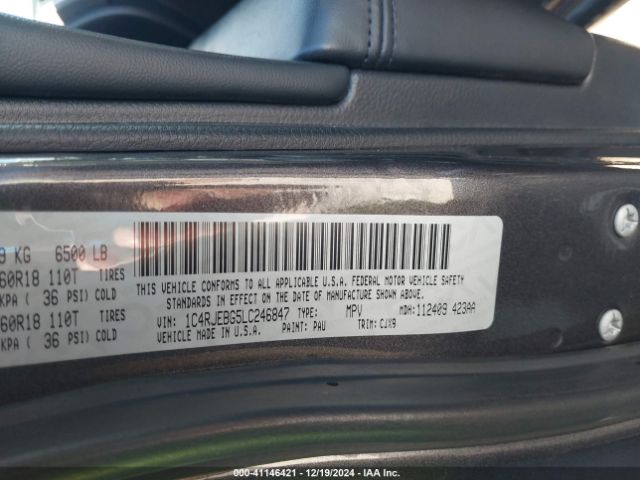 9 KG 6500 LB
60R18 110T TIRES
KPA ( 36 PSI) COLD
60R18 110T TIRES
KPA ( 36 PSI) COLD
THIS VEHICLE CONFORMS TO ALL APPLICABLE U.S.A. FEDERAL MOTOR VEHICLE SAFETY
STANDARDS IN EFFECT ON THE DATE OF MANUFACTURE SHOWN ABOVE.
VIN: 1C4RJEBG5LC246847 TYPE: MPV MDH: 112409 423AA
VEHICLE MADE IN U.S.A. PAINT: PAU TRIM: CJX9
000-41146421 - 12/19/2024 - IAA Inc.